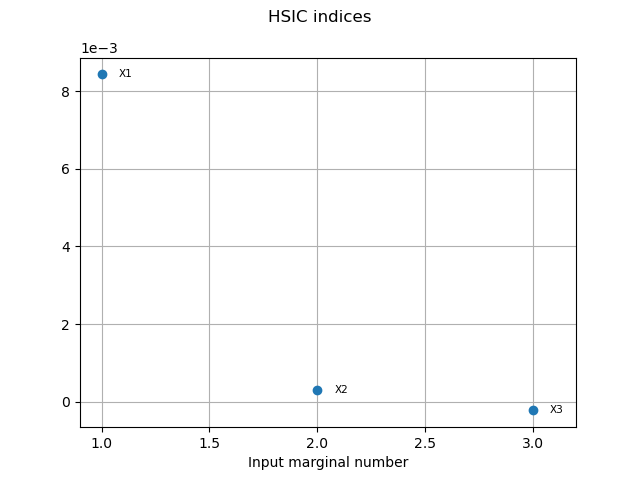 HSIC indices
1e−3
X1
8
6
4
2
X2
0
X3
1.0 1.5 2.0 2.5 3.0
Input marginal number